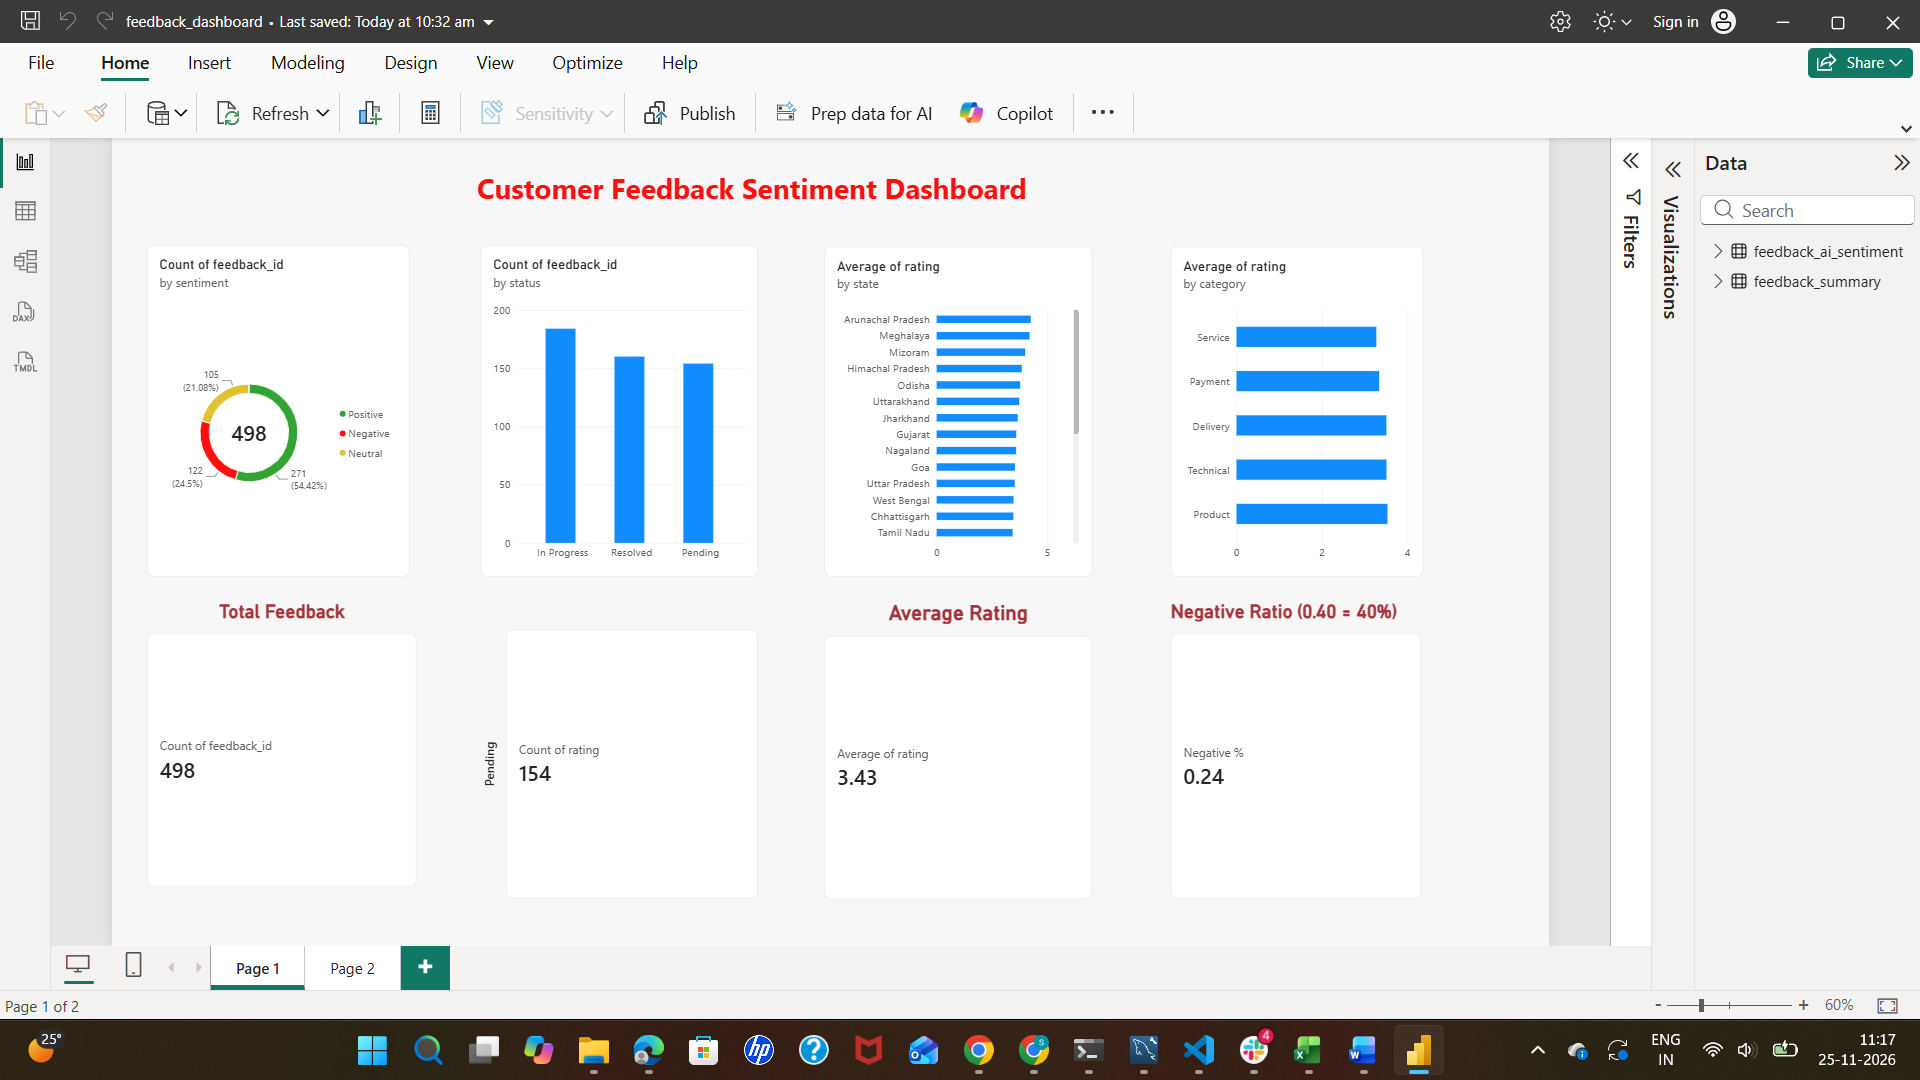 feedback_dashboard • Last saved: Today at 10:32 am
Sign in
File Home Insert Modeling Design View Optimize Help
Share
Refresh
Sensitivity
Publish
Prep data for AI
Copilot
DAX
TMDL
Customer Feedback Sentiment Dashboard
Count of feedback_id
by sentiment
105
(21.08%)
498
122
(24.5%)
271
(54.42%)
Positive
Negative
Neutral
Count of feedback_id
by status
200
150
100
50
0
In Progress Resolved Pending
Average of rating
by state
Arunachal Pradesh
Meghalaya
Mizoram
Himachal Pradesh
Odisha
Uttarakhand
Jharkhand
Gujarat
Nagaland
Goa
Uttar Pradesh
West Bengal
Chhattisgarh
Tamil Nadu
0 5
Average of rating
by category
Service
Payment
Delivery
Technical
Product
0 2 4
Total Feedback
Count of feedback_id
498
Pending
Count of rating
154
Average Rating
Average of rating
3.43
Negative Ratio (0.40 = 40%)
Negative %
0.24
Filters
Visualizations
Data
Search
feedback_ai_sentiment
feedback_summary
Page 1 Page 2
Page 1 of 2
- + 60%
25°
hp
S
4
ENG
IN
11:17
25-11-2026